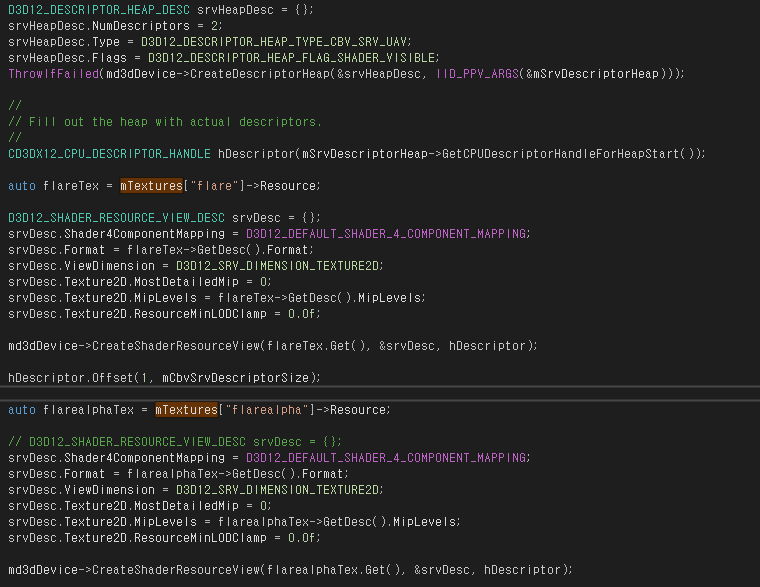 D3D12_DESCRIPTOR_HEAP_DESC srvHeapDesc = {};
srvHeapDesc.NumDescriptors = 2;
srvHeapDesc.Type = D3D12_DESCRIPTOR_HEAP_TYPE_CBV_SRV_UAV;
srvHeapDesc.Flags = D3D12_DESCRIPTOR_HEAP_FLAG_SHADER_VISIBLE;
ThrowIfFailed(md3dDevice->CreateDescriptorHeap(&srvHeapDesc, IID_PPV_ARGS(&mSrvDescriptorHeap)));
//
// Fill out the heap with actual descriptors.
//
CD3DX12_CPU_DESCRIPTOR_HANDLE hDescriptor(mSrvDescriptorHeap->GetCPUDescriptorHandleForHeapStart());
auto flareTex = mTextures["flare"]->Resource;
D3D12_SHADER_RESOURCE_VIEW_DESC srvDesc = {};
srvDesc.Shader4ComponentMapping = D3D12_DEFAULT_SHADER_4_COMPONENT_MAPPING;
srvDesc.Format = flareTex->GetDesc().Format;
srvDesc.ViewDimension = D3D12_SRV_DIMENSION_TEXTURE2D;
srvDesc.Texture2D.MostDetailedMip = 0;
srvDesc.Texture2D.MipLevels = flareTex->GetDesc().MipLevels;
srvDesc.Texture2D.ResourceMinLODClamp = 0.0f;
md3dDevice->CreateShaderResourceView(flareTex.Get(), &srvDesc, hDescriptor);
hDescriptor.Offset(1, mCbvSrvDescriptorSize);
auto flarealphaTex = mTextures["flarealpha"]->Resource;
// D3D12_SHADER_RESOURCE_VIEW_DESC srvDesc = {};
srvDesc.Shader4ComponentMapping = D3D12_DEFAULT_SHADER_4_COMPONENT_MAPPING;
srvDesc.Format = flarealphaTex->GetDesc().Format;
srvDesc.ViewDimension = D3D12_SRV_DIMENSION_TEXTURE2D;
srvDesc.Texture2D.MostDetailedMip = 0;
srvDesc.Texture2D.MipLevels = flarealphaTex->GetDesc().MipLevels;
srvDesc.Texture2D.ResourceMinLODClamp = 0.0f;
md3dDevice->CreateShaderResourceView(flarealphaTex.Get(), &srvDesc, hDescriptor);